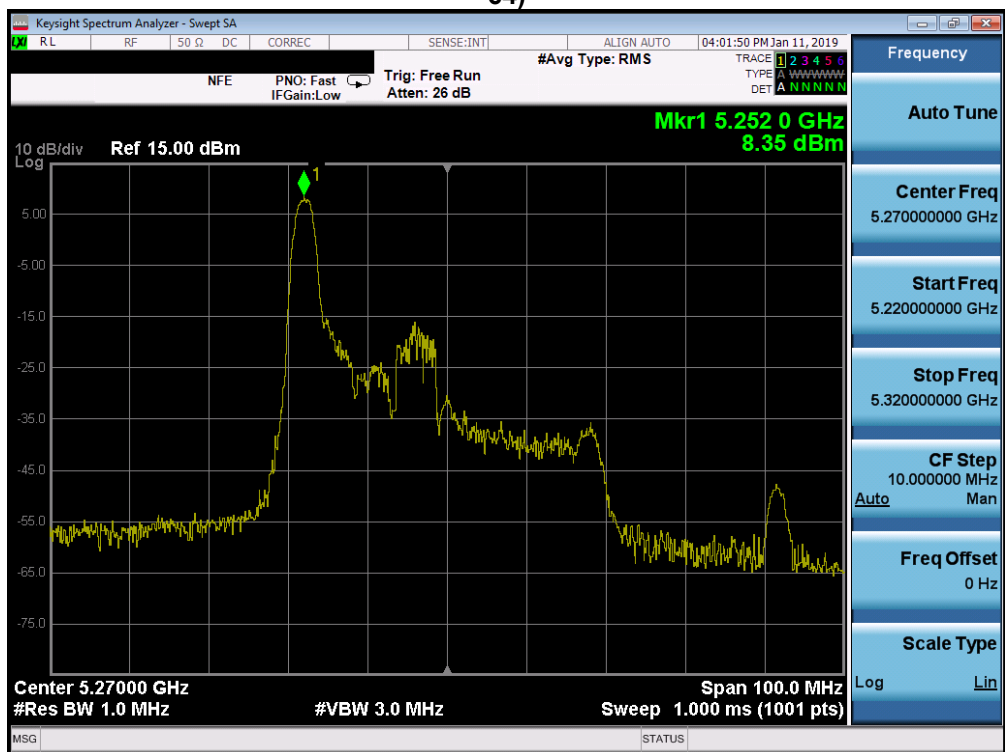 Keysight Spectrum Analyzer - Swept SA
LXI RL RF 50 Ω DC CORREC SENSE:INT ALIGN AUTO 04:01:50 PM Jan 11, 2019
#Avg Type: RMS TRACE 1 2 3 4 5 6
NFE PNO: Fast Trig: Free Run TYPE A WWWWW
IFGain:Low Atten: 26 dB DET A N N N N N
Mkr1 5.252 0 GHz
8.35 dBm
10 dB/div Ref 15.00 dBm
Log
1
5.00
-5.00
-15.0
-25.0
-35.0
-45.0
-55.0
-65.0
-75.0
Center 5.27000 GHz Span 100.0 MHz
#Res BW 1.0 MHz #VBW 3.0 MHz Sweep 1.000 ms (1001 pts)
MSG STATUS
Frequency
Auto Tune
Center Freq
5.270000000 GHz
Start Freq
5.220000000 GHz
Stop Freq
5.320000000 GHz
CF Step
10.000000 MHz
Auto Man
Freq Offset
0 Hz
Scale Type
Log Lin